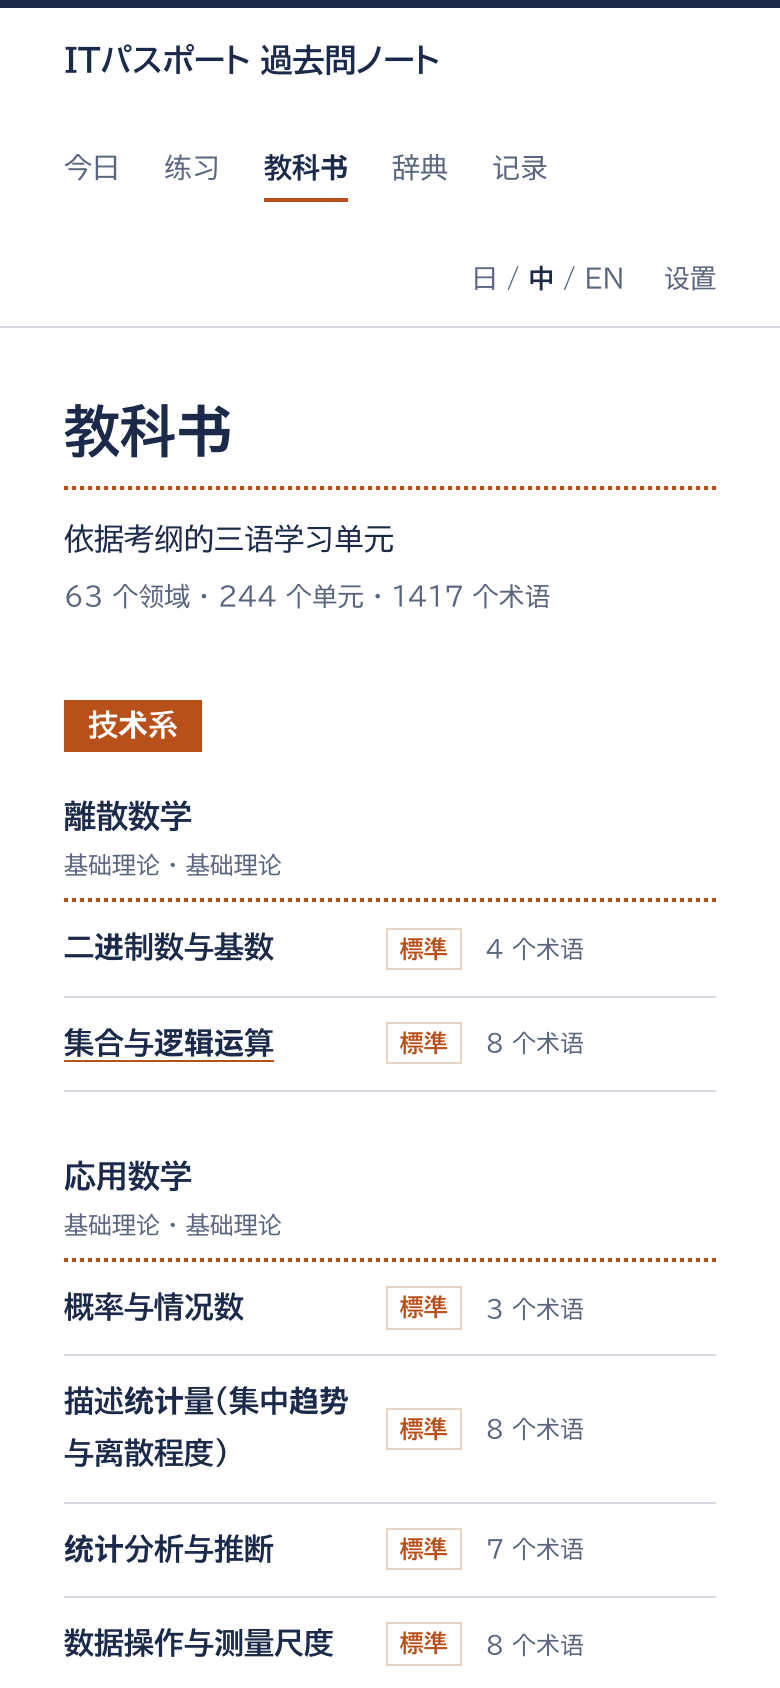 ITパスポート 過去問ノート
今日 练习 教科书 辞典 记录
日 / 中 / EN 设置
教科书
依据考纲的三语学习单元
63 个领域・244 个单元・1417 个术语
技术系
離散数学
基础理论・基础理论
二进制数与基数 標準 4 个术语
集合与逻辑运算 標準 8 个术语
応用数学
基础理论・基础理论
概率与情况数 標準 3 个术语
描述统计量(集中趋势
与离散程度) 標準 8 个术语
统计分析与推断 標準 7 个术语
数据操作与测量尺度 標準 8 个术语